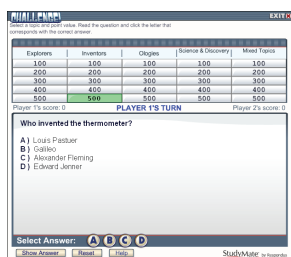 CHALLENGE!
EXIT
Select a topic and point value. Read the question and click the letter that
corresponds with the correct answer.
Explorers Inventors Ologies Science & Discovery Mixed Topics
100 100 100 100 100
200 200 200 200 200
300 300 300 300 300
400 400 400 400 400
500 500 500 500 500
Player 1's score: 0 PLAYER 1'S TURN Player 2's score: 0
Who invented the thermometer?
A ) Louis Pastuer
B ) Galileo
C ) Alexander Fleming
D ) Edward Jenner
Select Answer: A B C D
Show Answer Reset Help StudyMate by Respondus